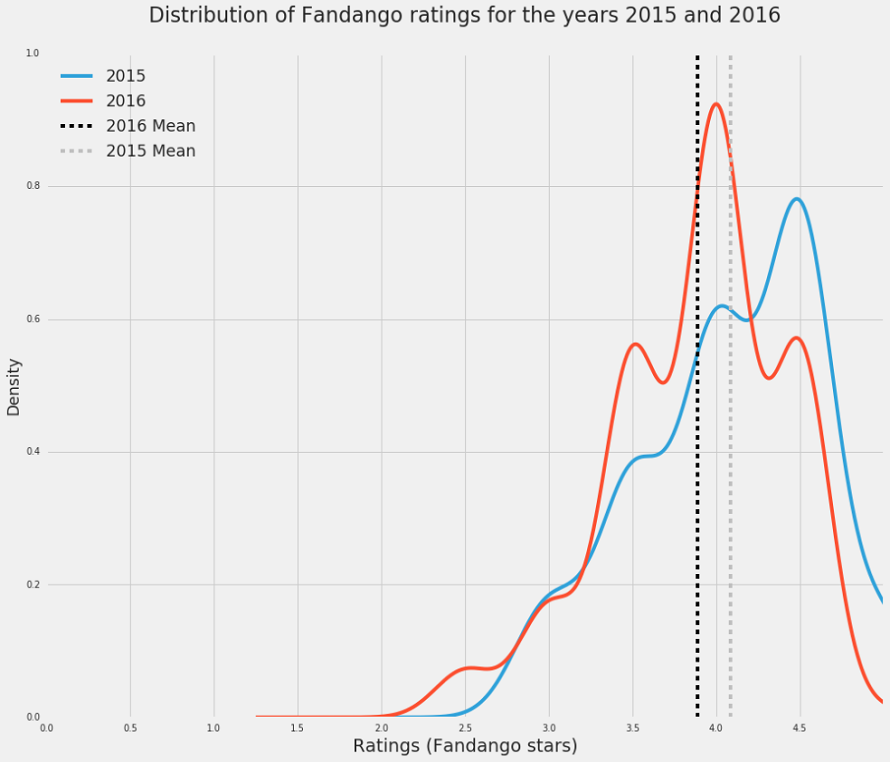 Distribution of Fandango ratings for the years 2015 and 2016
1.0
2015
2016
2016 Mean
2015 Mean
0.8
0.6
Density
0.4
0.2
0.0
0.0 0.5 1.0 1.5 2.0 2.5 3.0 3.5 4.0 4.5
Ratings (Fandango stars)